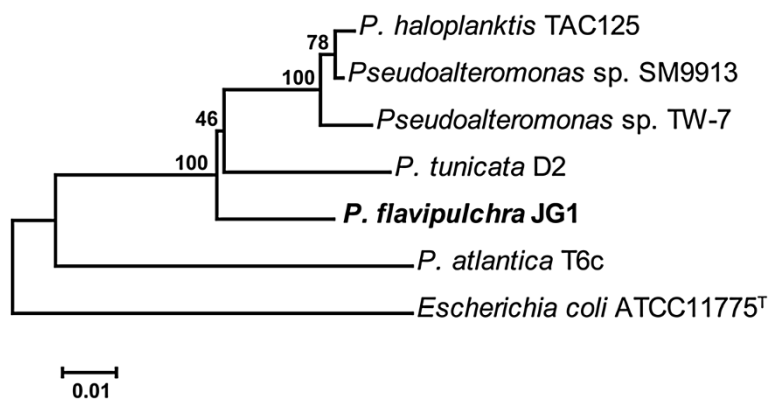 P. haloplanktis TAC125
78
Pseudoalteromonas sp. SM9913
100
Pseudoalteromonas sp. TW-7
46
P. tunicata D2
100
P. flavipulchra JG1
P. atlantica T6c
Escherichia coli ATCC11775ᵀ
0.01